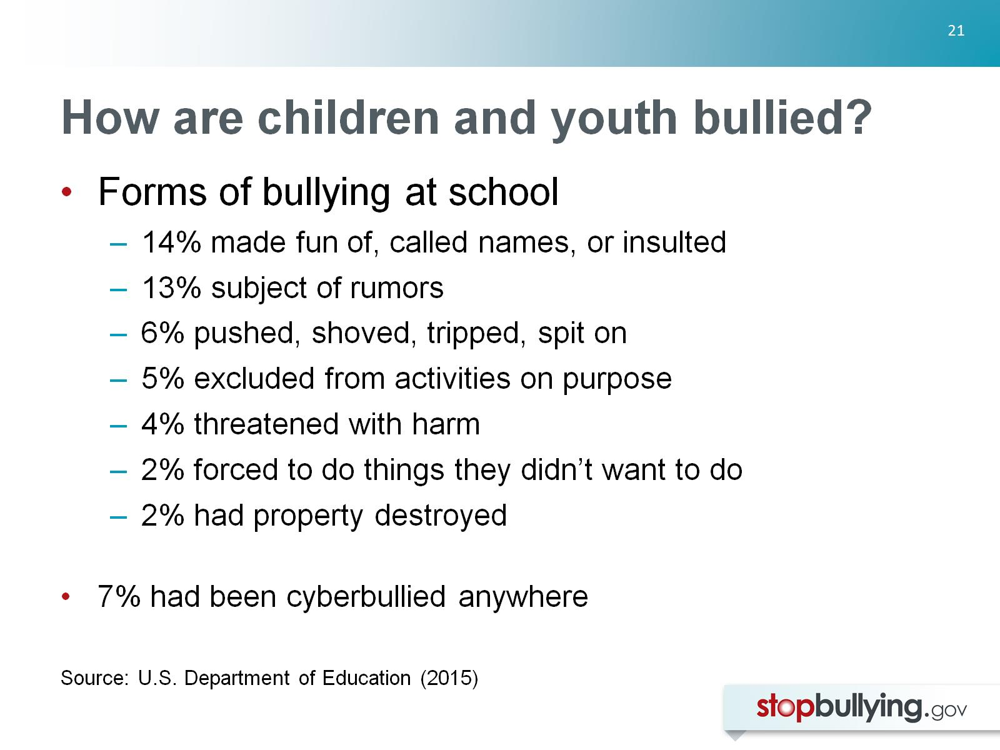 21
How are children and youth bullied?
• Forms of bullying at school
– 14% made fun of, called names, or insulted
– 13% subject of rumors
– 6% pushed, shoved, tripped, spit on
– 5% excluded from activities on purpose
– 4% threatened with harm
– 2% forced to do things they didn’t want to do
– 2% had property destroyed
• 7% had been cyberbullied anywhere
Source: U.S. Department of Education (2015)
stopbullying.gov